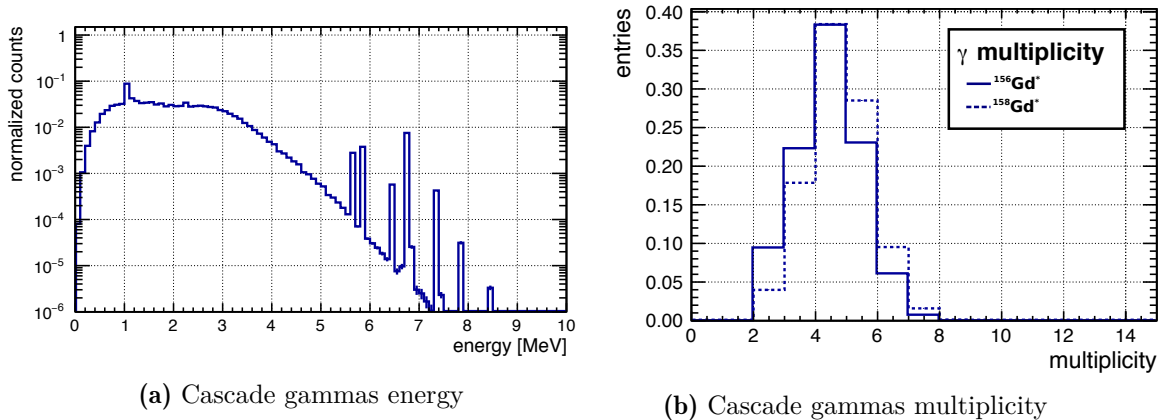 normalized counts
1
10⁻¹
10⁻²
10⁻³
10⁻⁴
10⁻⁵
10⁻⁶
0 1 2 3 4 5 6 7 8 9 10
energy [MeV]
(a) Cascade gammas energy
entries
0.40
0.35
0.30
0.25
0.20
0.15
0.10
0.05
0.00
γ multiplicity
¹⁵⁶Gd*
¹⁵⁸Gd*
0 2 4 6 8 10 12 14
multiplicity
(b) Cascade gammas multiplicity